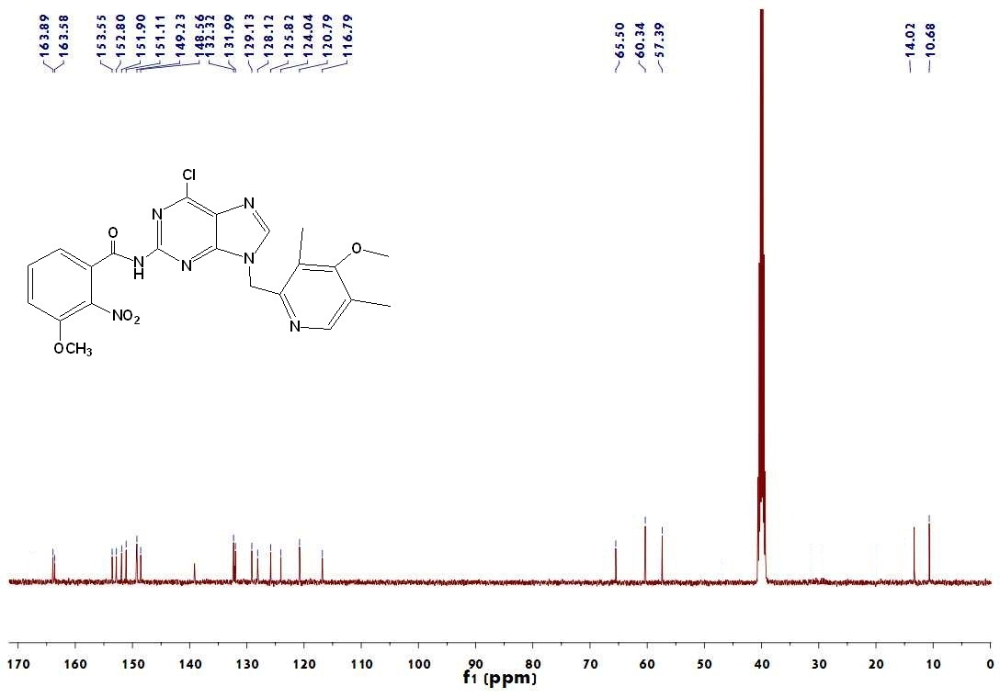 163.89
163.58
153.55
152.80
151.90
151.11
149.23
148.56
132.32
131.99
129.13
128.12
125.82
124.04
120.79
116.79
65.50
60.34
57.39
14.02
10.68
Cl
N
N
O
N
H
N
N
O
NO2
N
OCH3
170 160 150 140 130 120 110 100 90 80 70 60 50 40 30 20 10 0
f1 (ppm)